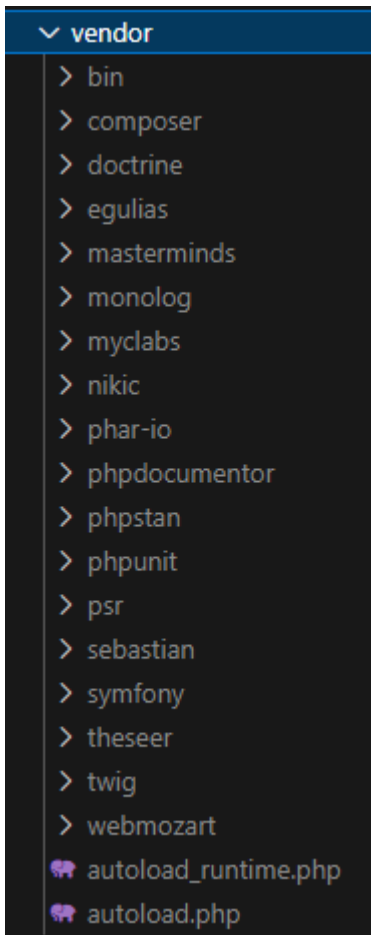 vendor
bin
composer
doctrine
egulias
masterminds
monolog
myclabs
nikic
phar-io
phpdocumentor
phpstan
phpunit
psr
sebastian
symfony
theseer
twig
webmozart
autoload_runtime.php
autoload.php